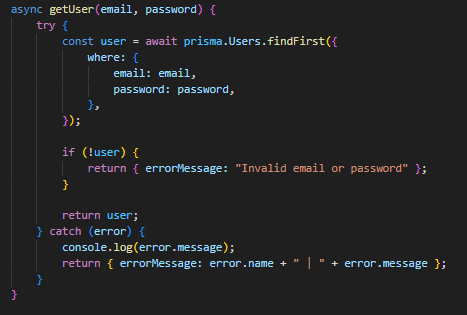 async getUser(email, password) {
    try {
        const user = await prisma.Users.findFirst({
            where: {
                email: email,
                password: password,
            },
        });

        if (!user) {
            return { errorMessage: "Invalid email or password" };
        }

        return user;
    } catch (error) {
        console.log(error.message);
        return { errorMessage: error.name + " | " + error.message };
    }
}